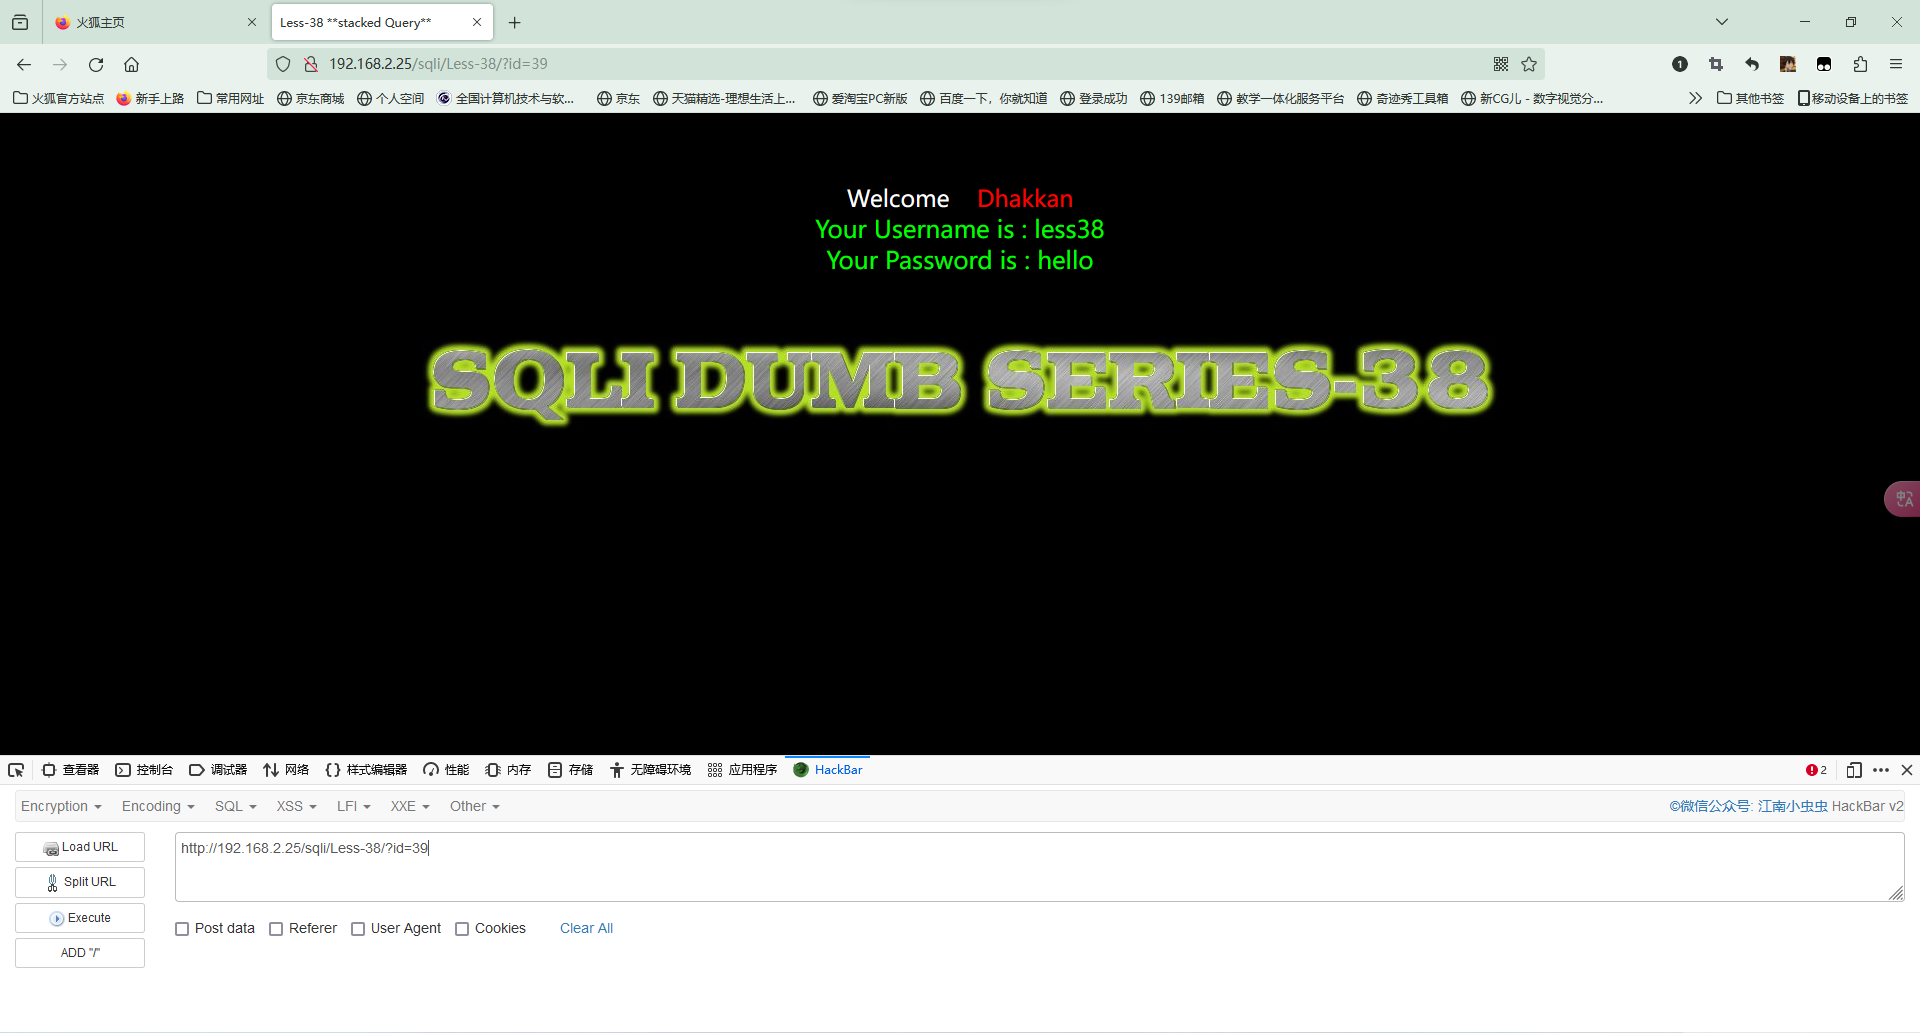 火狐主页
Less-38 **stacked Query**
192.168.2.25/sqli/Less-38/?id=39
1
火狐官方站点 新手上路 常用网址 京东商城 个人空间 全国计算机技术与软... 京东 天猫精选-理想生活上... 爱淘宝PC新版 百度一下，你就知道 登录成功 139邮箱 教学一体化服务平台 奇迹秀工具箱 新CG儿 - 数字视觉分... 其他书签 移动设备上的书签
Welcome Dhakkan
Your Username is : less38
Your Password is : hello
SQLI DUMB SERIES-38
查看器 控制台 调试器 网络 样式编辑器 性能 内存 存储 无障碍环境 应用程序 HackBar 2
Encryption Encoding SQL XSS LFI XXE Other ©微信公众号: 江南小虫虫 HackBar v2
Load URL
http://192.168.2.25/sqli/Less-38/?id=39
Split URL
Execute
Post data Referer User Agent Cookies Clear All
ADD "/"